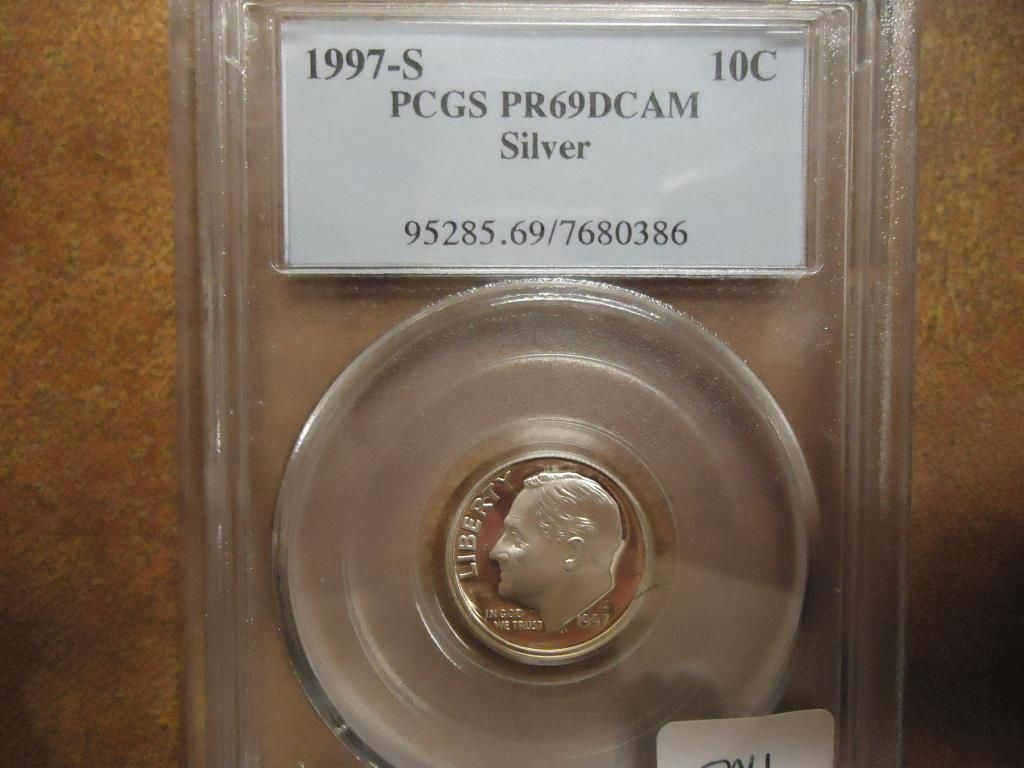 1997-S 10C
PCGS PR69DCAM
Silver
95285.69/7680386
LIBERTY
IN GOD
WE TRUST
1997